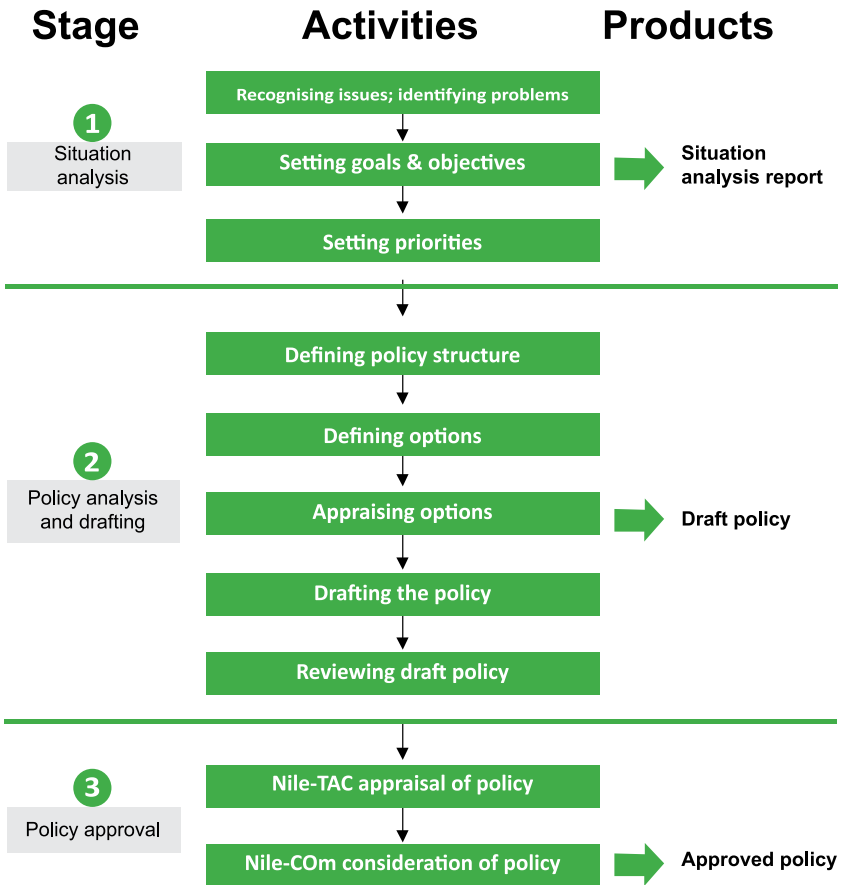 Stage Activities Products
Recognising issues; identifying problems
1
Situation
analysis
Setting goals & objectives
Situation
analysis report
Setting priorities
Defining policy structure
Defining options
2
Policy analysis
and drafting
Appraising options
Draft policy
Drafting the policy
Reviewing draft policy
3
Policy approval
Nile-TAC appraisal of policy
Nile-COm consideration of policy
Approved policy